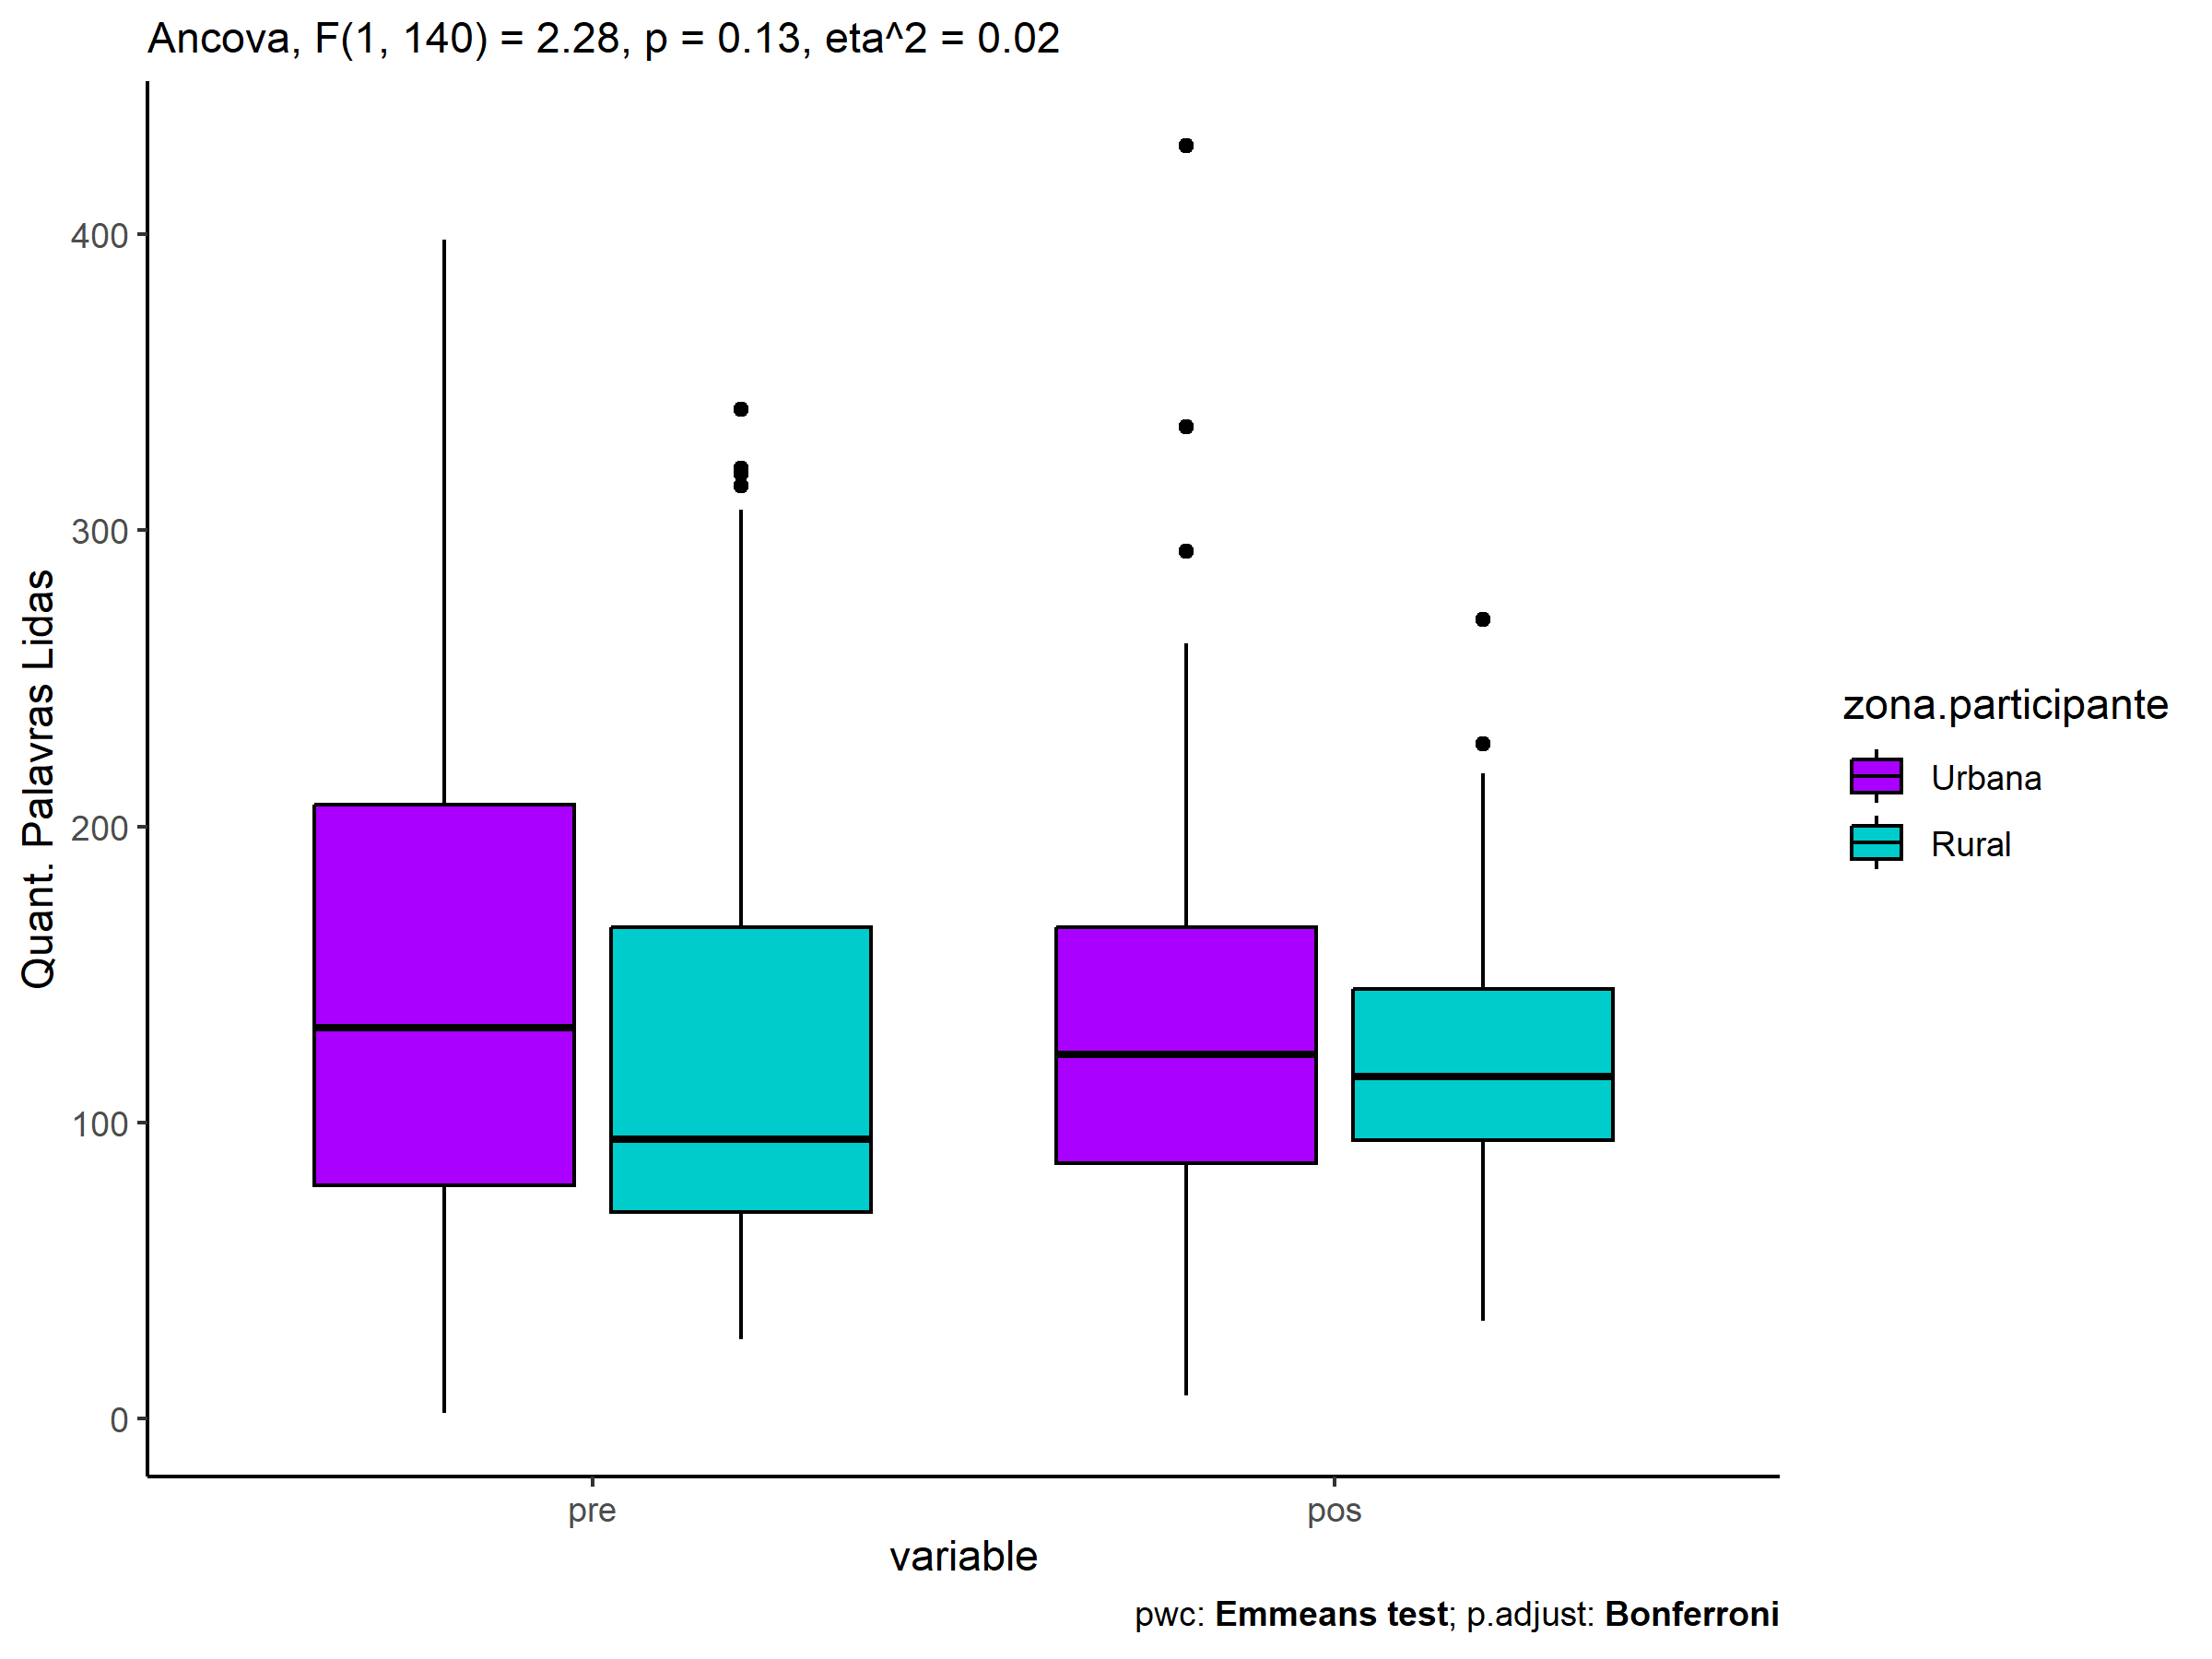 Ancova, F(1, 140) = 2.28, p = 0.13, eta^2 = 0.02
Quant. Palavras Lidas
400
300
200
100
0
pre
pos
variable
zona.participante
Urbana
Rural
pwc: Emmeans test; p.adjust: Bonferroni